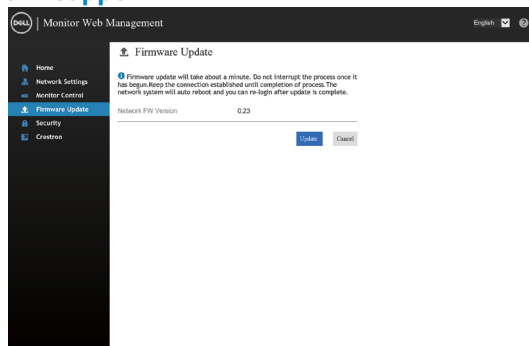 DELL
Monitor Web Management
English
?
Firmware Update
Home
Network Settings
Monitor Control
Firmware Update
Security
Crestron
Firmware update will take about a minute. Do not interrupt the process once it
has begun.Keep the connection established until completion of process.The
network system will auto reboot and you can re-login after update is complete.
Network FW Version 0.23
Update Cancel